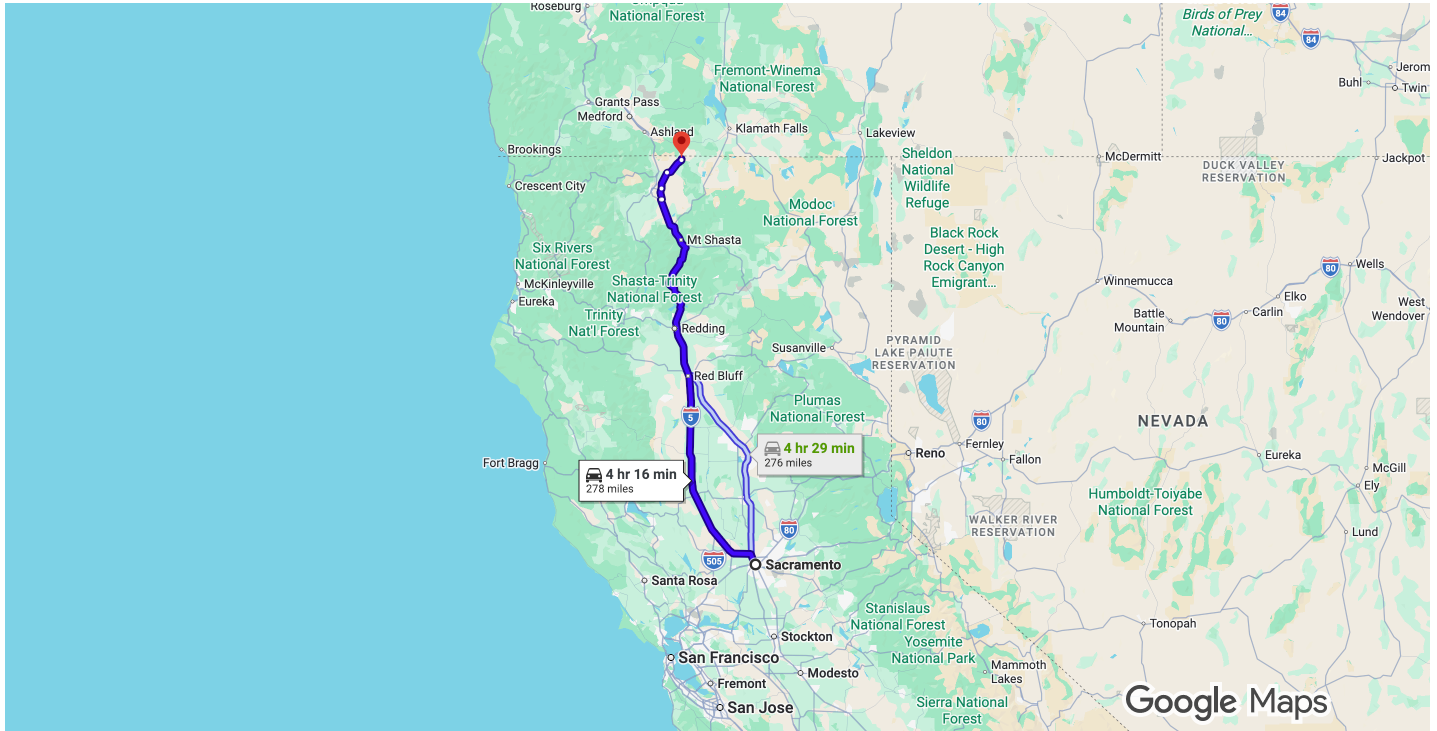 Roseburg
National Forest
Birds of Prey
National...
84
84
Jerom
Buhl
Twin
Fremont-Winema
National Forest
Grants Pass
Medford
Ashland
Klamath Falls
Lakeview
Brookings
Crescent City
Sheldon
National
Wildlife
Refuge
McDermitt
DUCK VALLEY
RESERVATION
Jackpot
Modoc
National Forest
Mt Shasta
Six Rivers
National Forest
McKinleyville
Eureka
Shasta-Trinity
National Forest
Trinity
Nat'l Forest
Redding
Black Rock
Desert - High
Rock Canyon
Emigrant...
80
Wells
Winnemucca
Elko
Carlin
Battle
Mountain
80
West
Wendover
Susanville
PYRAMID
LAKE PAIUTE
RESERVATION
Red Bluff
5
Plumas
National Forest
80
NEVADA
Fort Bragg
4 hr 16 min
278 miles
4 hr 29 min
276 miles
Reno
Fernley
Fallon
Eureka
McGill
Ely
Humboldt-Toiyabe
National Forest
WALKER RIVER
RESERVATION
Lund
80
505
Sacramento
Santa Rosa
Stanislaus
National Forest
Yosemite
National Park
Tonopah
Stockton
San Francisco
Modesto
Mammoth
Lakes
Fremont
San Jose
Sierra National
Forest
Google Maps